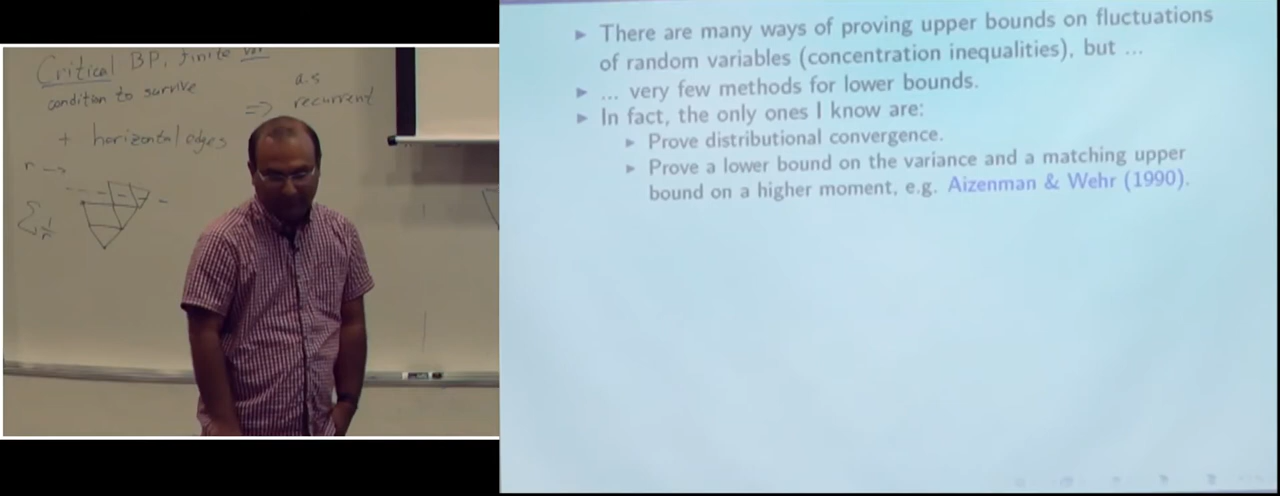 Critical BP, finite var
condition to survive
a.s
=> recurrent
+ horizontal edges
r →
∑ 1/r
► There are many ways of proving upper bounds on fluctuations
of random variables (concentration inequalities), but ...
► ... very few methods for lower bounds.
► In fact, the only ones I know are:
► Prove distributional convergence.
► Prove a lower bound on the variance and a matching upper
bound on a higher moment, e.g. Aizenman & Wehr (1990).